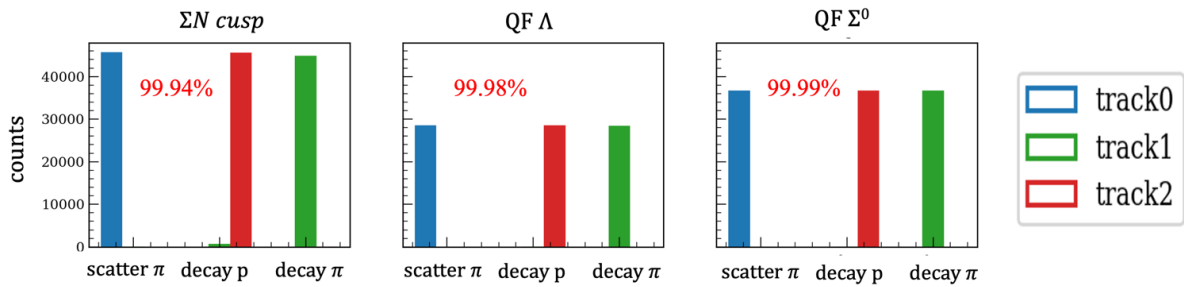 ΣN cusp
QF Λ
QF Σ⁰
counts
40000
30000
20000
10000
0
99.94%
99.98%
99.99%
scatter π decay p decay π
scatter π decay p decay π
scatter π decay p decay π
track0
track1
track2